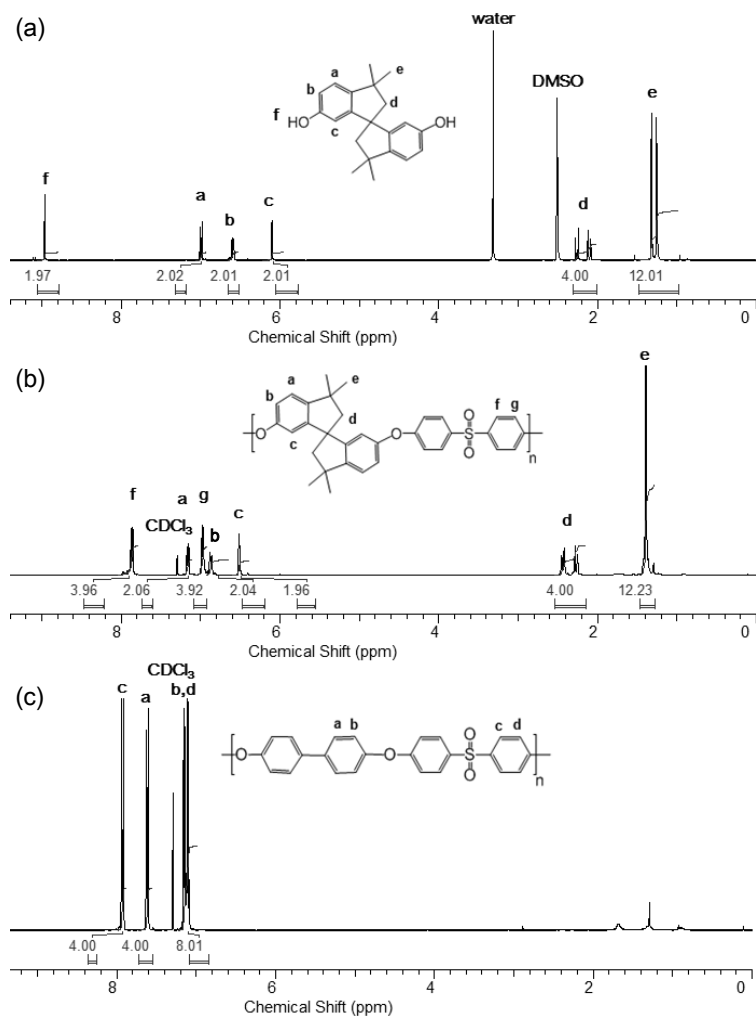 (a)
water
DMSO
e
a
e
b
d
f
HO
c
OH
f
a
b
c
d
1.97
2.02
2.01
2.01
4.00
12.01
8
6
4
2
0
Chemical Shift (ppm)
(b)
e
a
e
b
d
f
g
O
c
O
S
O
O
n
f
a
g
CDCl3
b
c
d
3.96
2.06
3.92
2.04
1.96
4.00
12.23
8
6
4
2
0
Chemical Shift (ppm)
(c)
CDCl3
c
a
b,d
a
b
c
d
O
O
O
S
O
n
4.00
4.00
8.01
8
6
4
2
0
Chemical Shift (ppm)